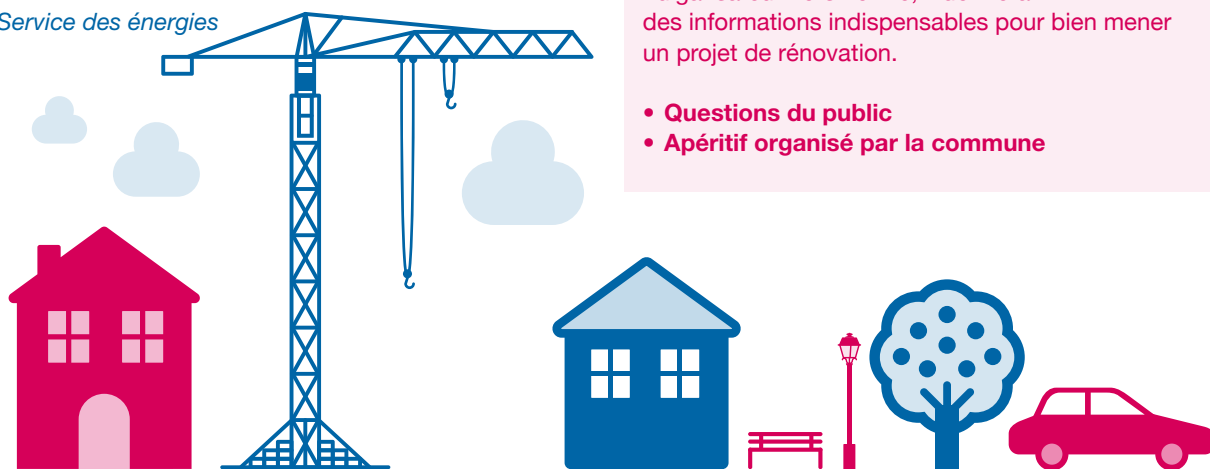 Service des énergies
des informations indispensables pour bien mener
un projet de rénovation.
• Questions du public
• Apéritif organisé par la commune